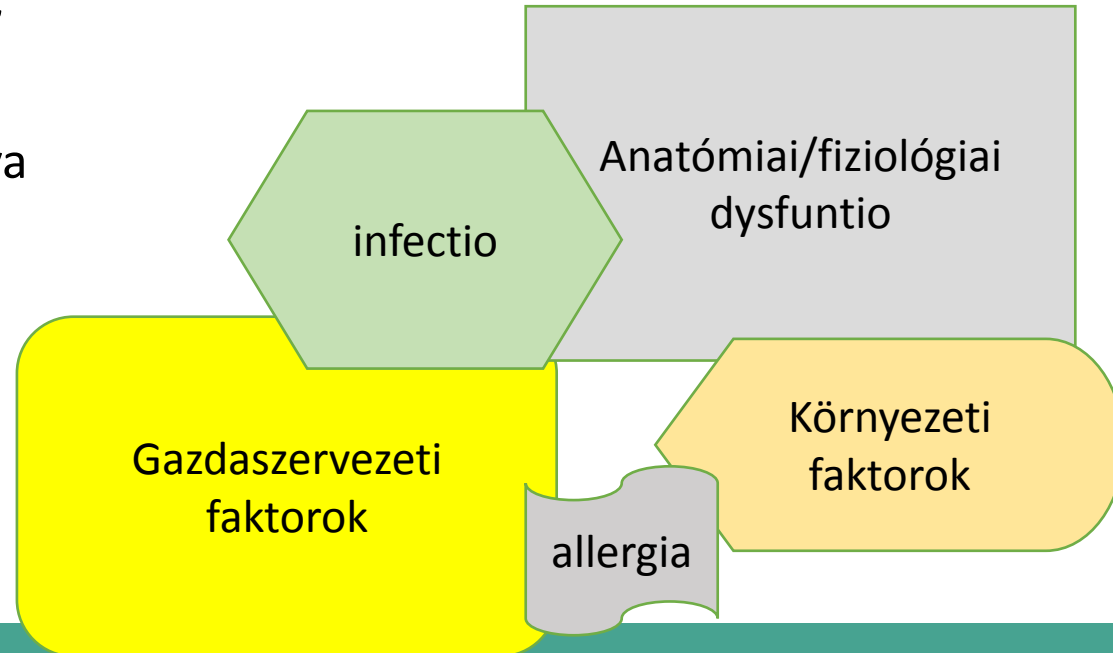 Anatómiai/fiziológiai
dysfuntio
infectio
Környezeti
faktorok
Gazdaszervezeti
faktorok
allergia